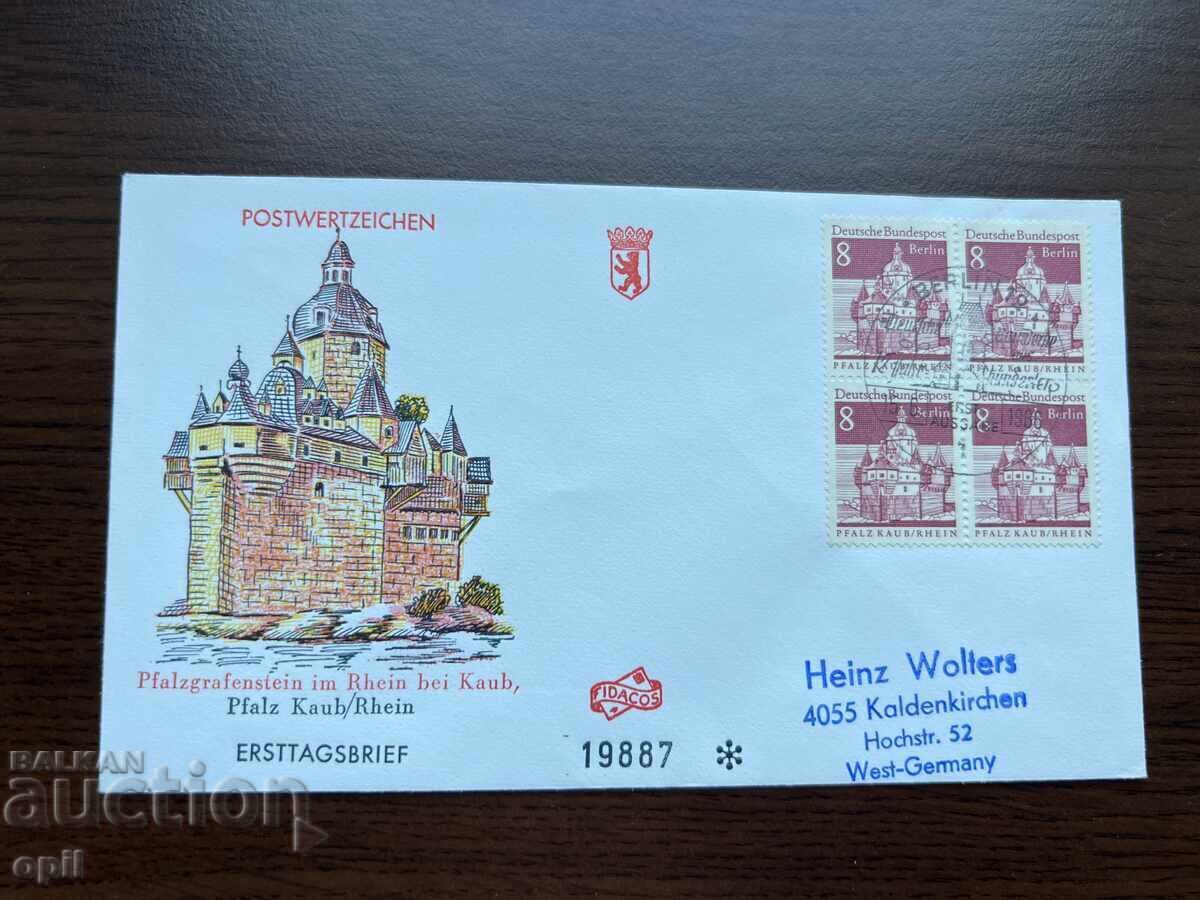 POSTWERTZEICHEN
Deutsche Bundespost
8 Berlin
PFALZ KAUB/RHEIN
Deutsche Bundespost
8 Berlin
PFALZ KAUB/RHEIN
Deutsche Bundespost
8 Berlin
PFALZ KAUB/RHEIN
Deutsche Bundespost
8 Berlin
PFALZ KAUB/RHEIN
BERLIN
AUSGABE
Pfalzgrafenstein im Rhein bei Kaub,
Pfalz Kaub/Rhein
ERSTTAGSBRIEF
FIDACOS
19887 *
Heinz Wolters
4055 Kaldenkirchen
Hochstr. 52
West-Germany
BALKAN
auction
opil